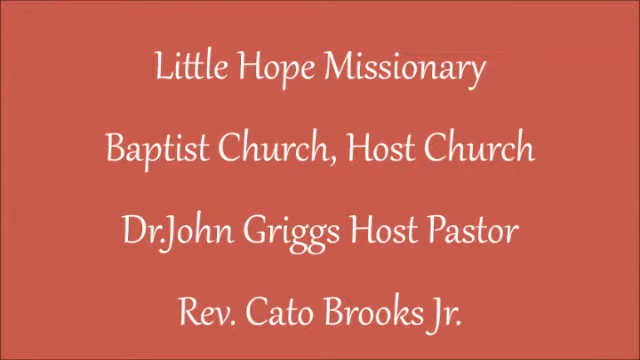 Little Hope Missionary
Baptist Church, Host Church
Dr.John Griggs Host Pastor
Rev. Cato Brooks Jr.